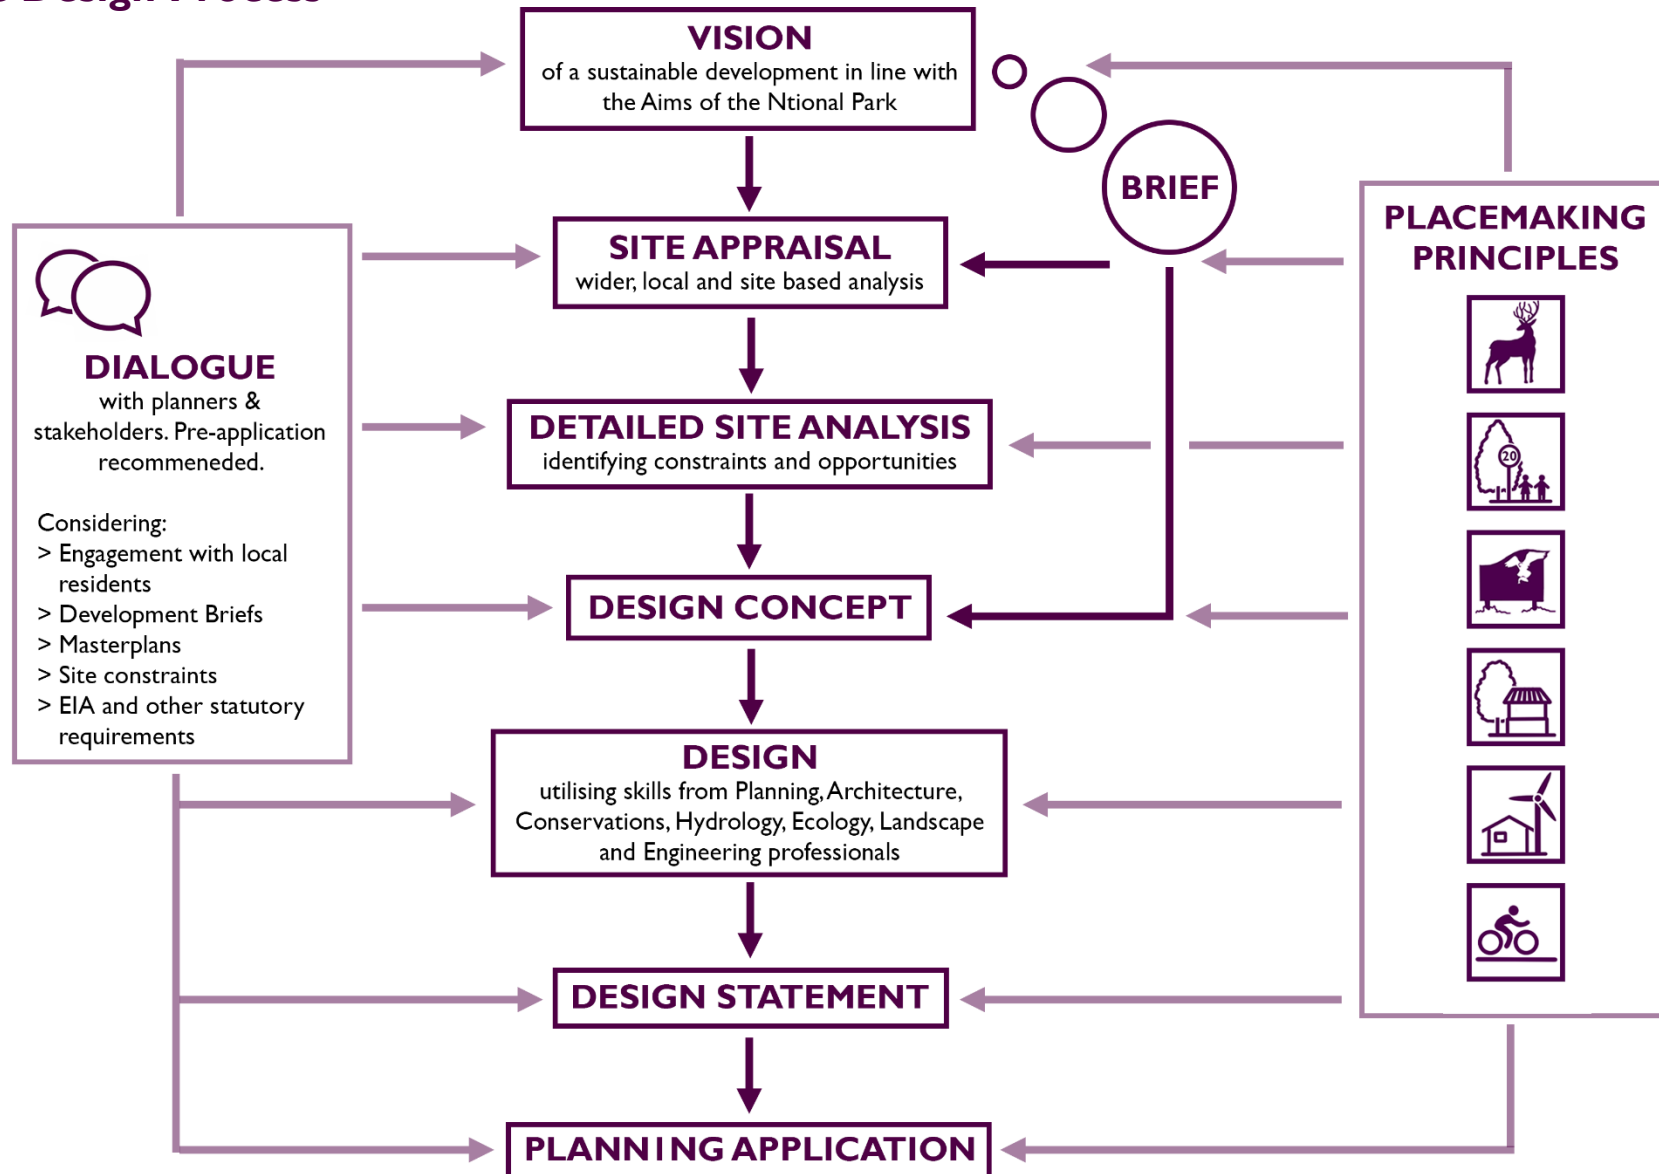 Design Process
VISION
of a sustainable development in line with
the Aims of the Ntional Park
BRIEF
SITE APPRAISAL
wider, local and site based analysis
DETAILED SITE ANALYSIS
identifying constraints and opportunities
DESIGN CONCEPT
DESIGN
utilising skills from Planning, Architecture,
Conservations, Hydrology, Ecology, Landscape
and Engineering professionals
DESIGN STATEMENT
PLANNING APPLICATION
DIALOGUE
with planners &
stakeholders. Pre-application
recommeneded.
Considering:
> Engagement with local
residents
> Development Briefs
> Masterplans
> Site constraints
> EIA and other statutory
requirements
PLACEMAKING
PRINCIPLES
20